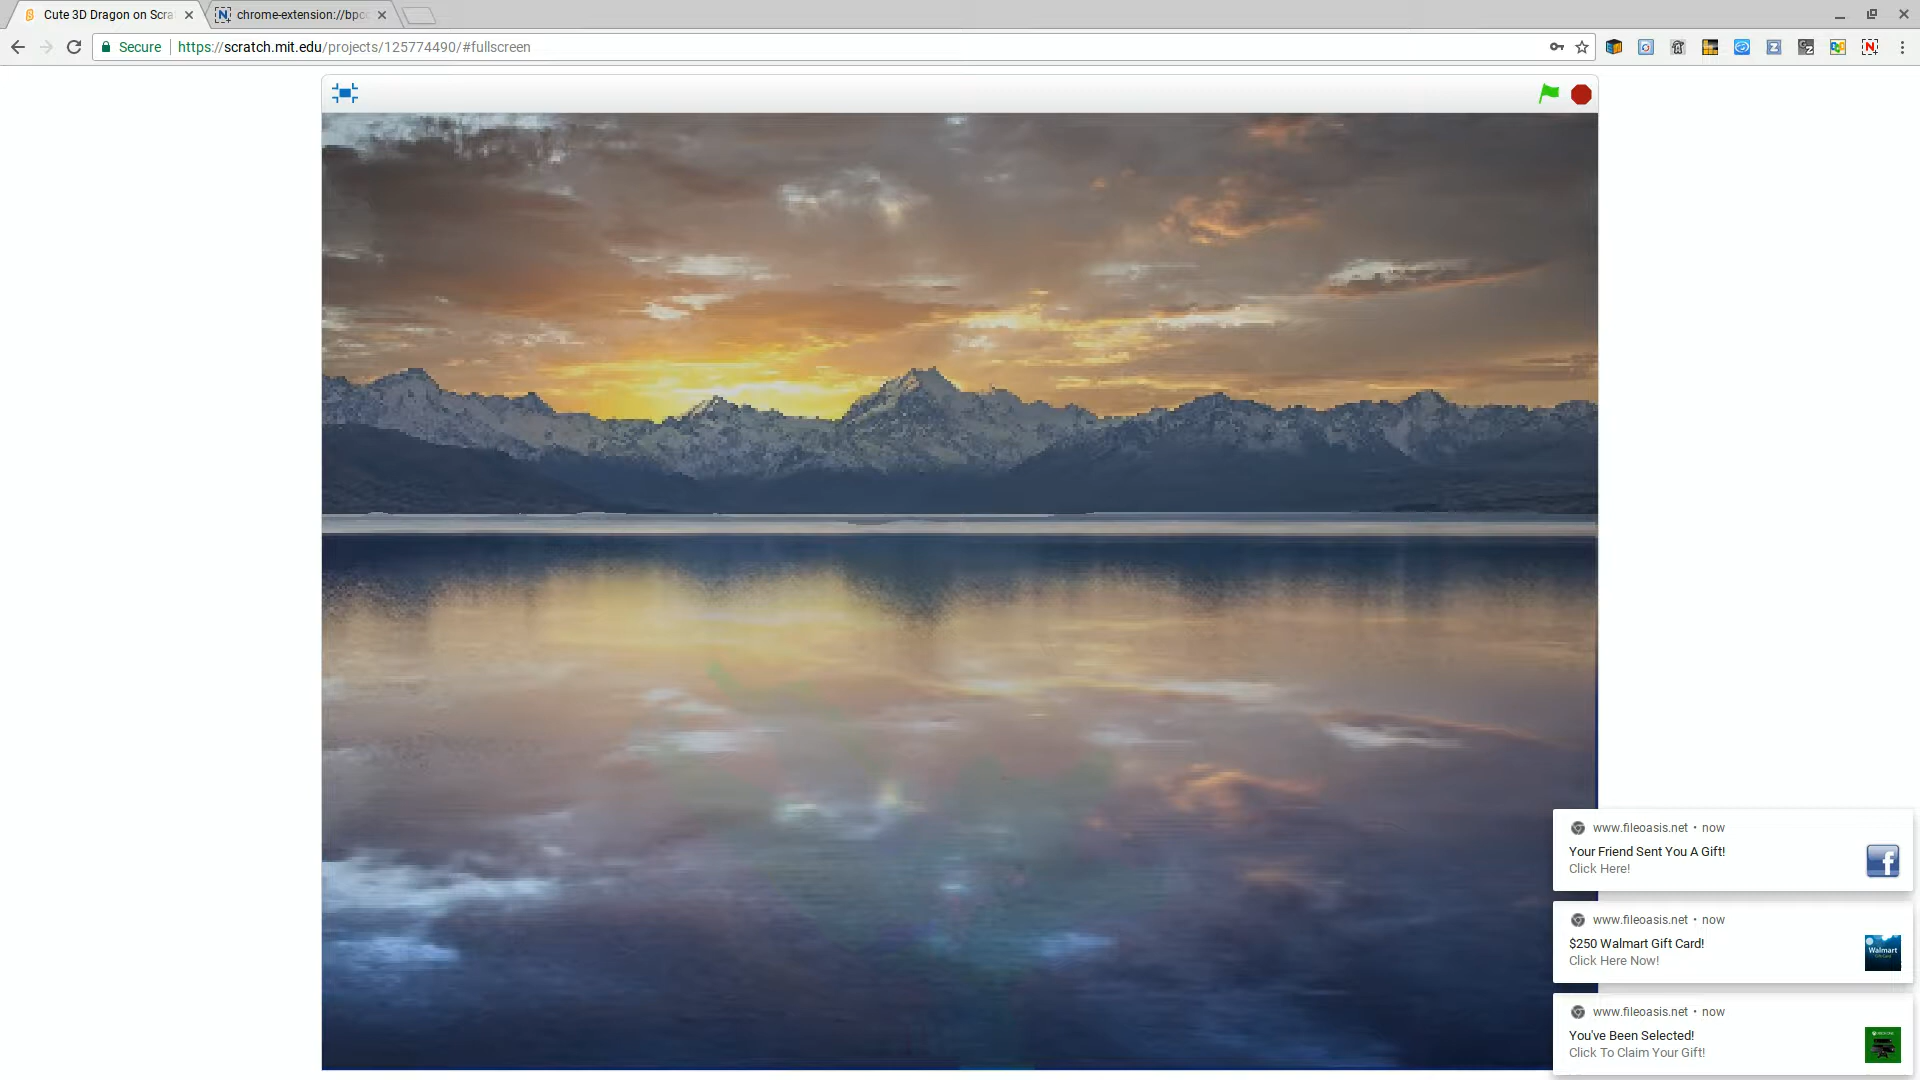 Cute 3D Dragon on Scra
chrome-extension://bpc
Secure
https://scratch.mit.edu/projects/125774490/#fullscreen
www.fileoasis.net • now
Your Friend Sent You A Gift!
Click Here!
www.fileoasis.net • now
$250 Walmart Gift Card!
Click Here Now!
Walmart
www.fileoasis.net • now
You've Been Selected!
Click To Claim Your Gift!